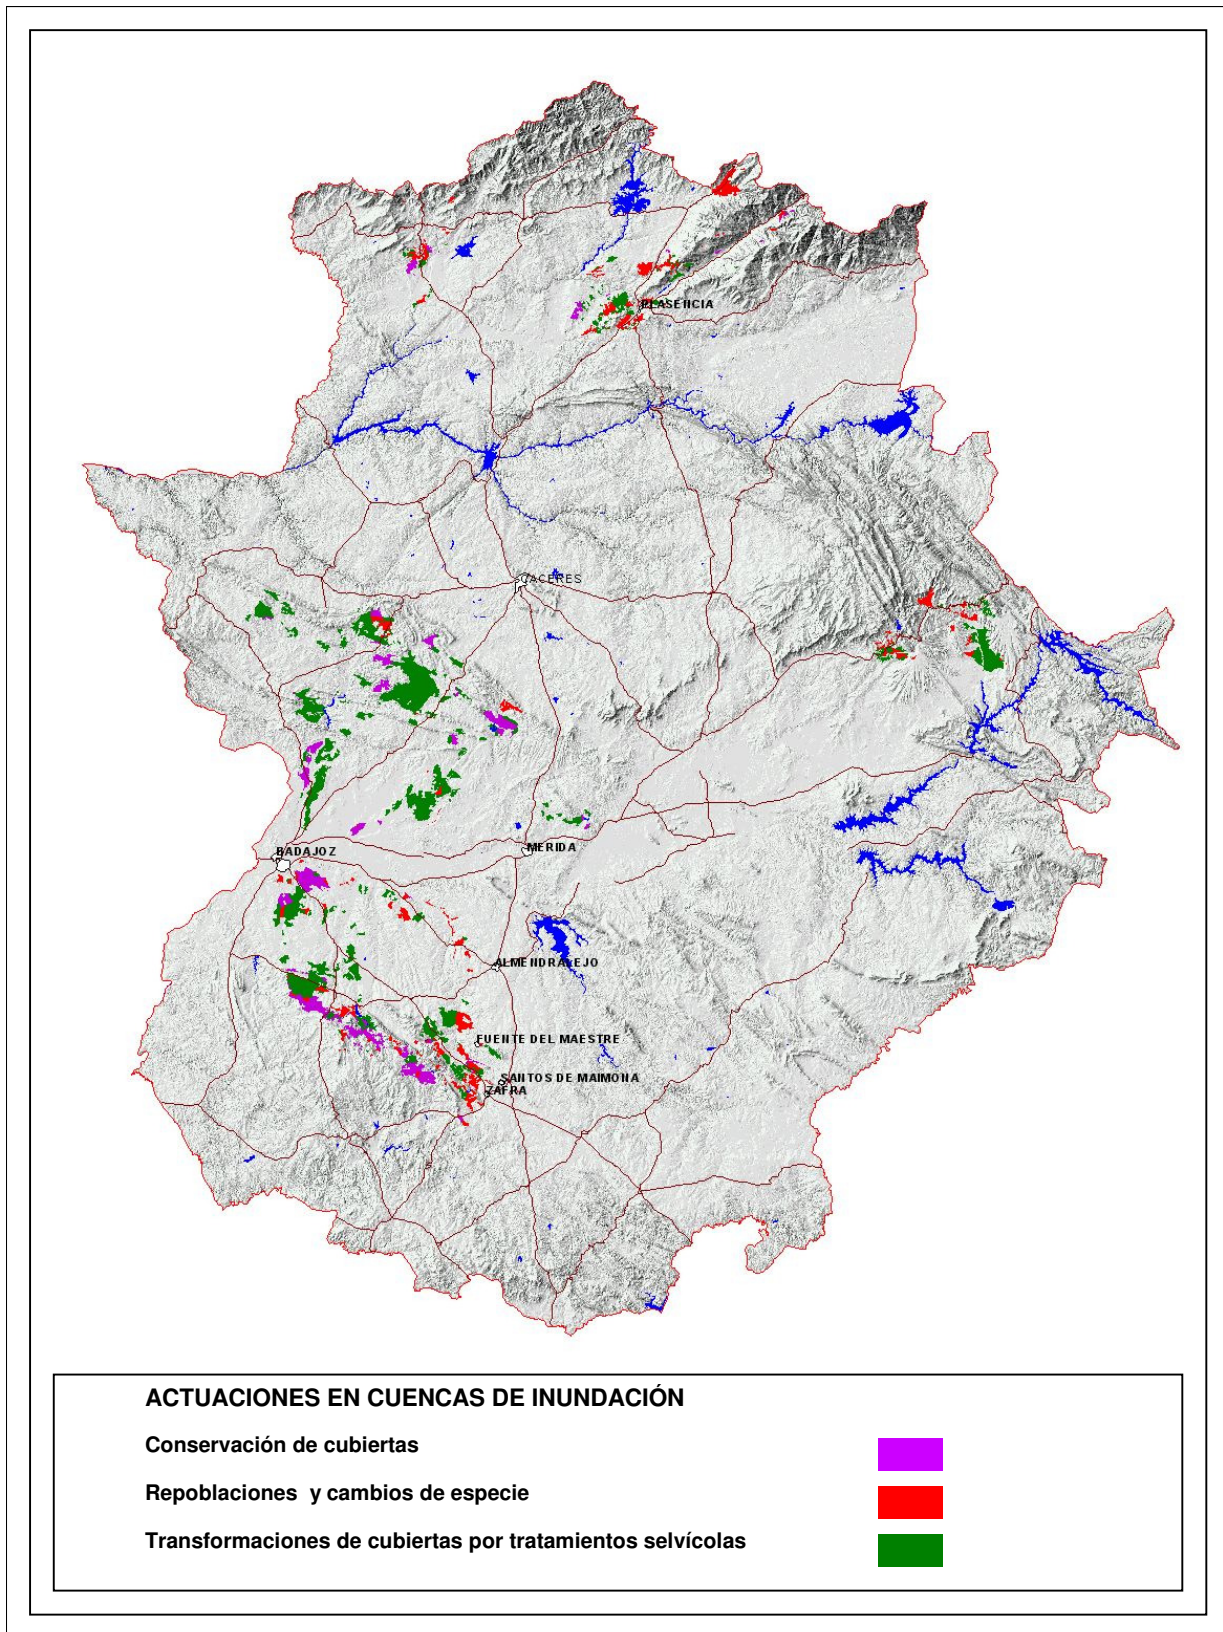 PLASENCIA
CACERES
BADAJOZ
MERIDA
ALMENDRALEJO
FUENTE DEL MAESTRE
SANTOS DE MAIMONA
ZAFRA
ACTUACIONES EN CUENCAS DE INUNDACIÓN
Conservación de cubiertas
Repoblaciones y cambios de especie
Transformaciones de cubiertas por tratamientos selvícolas